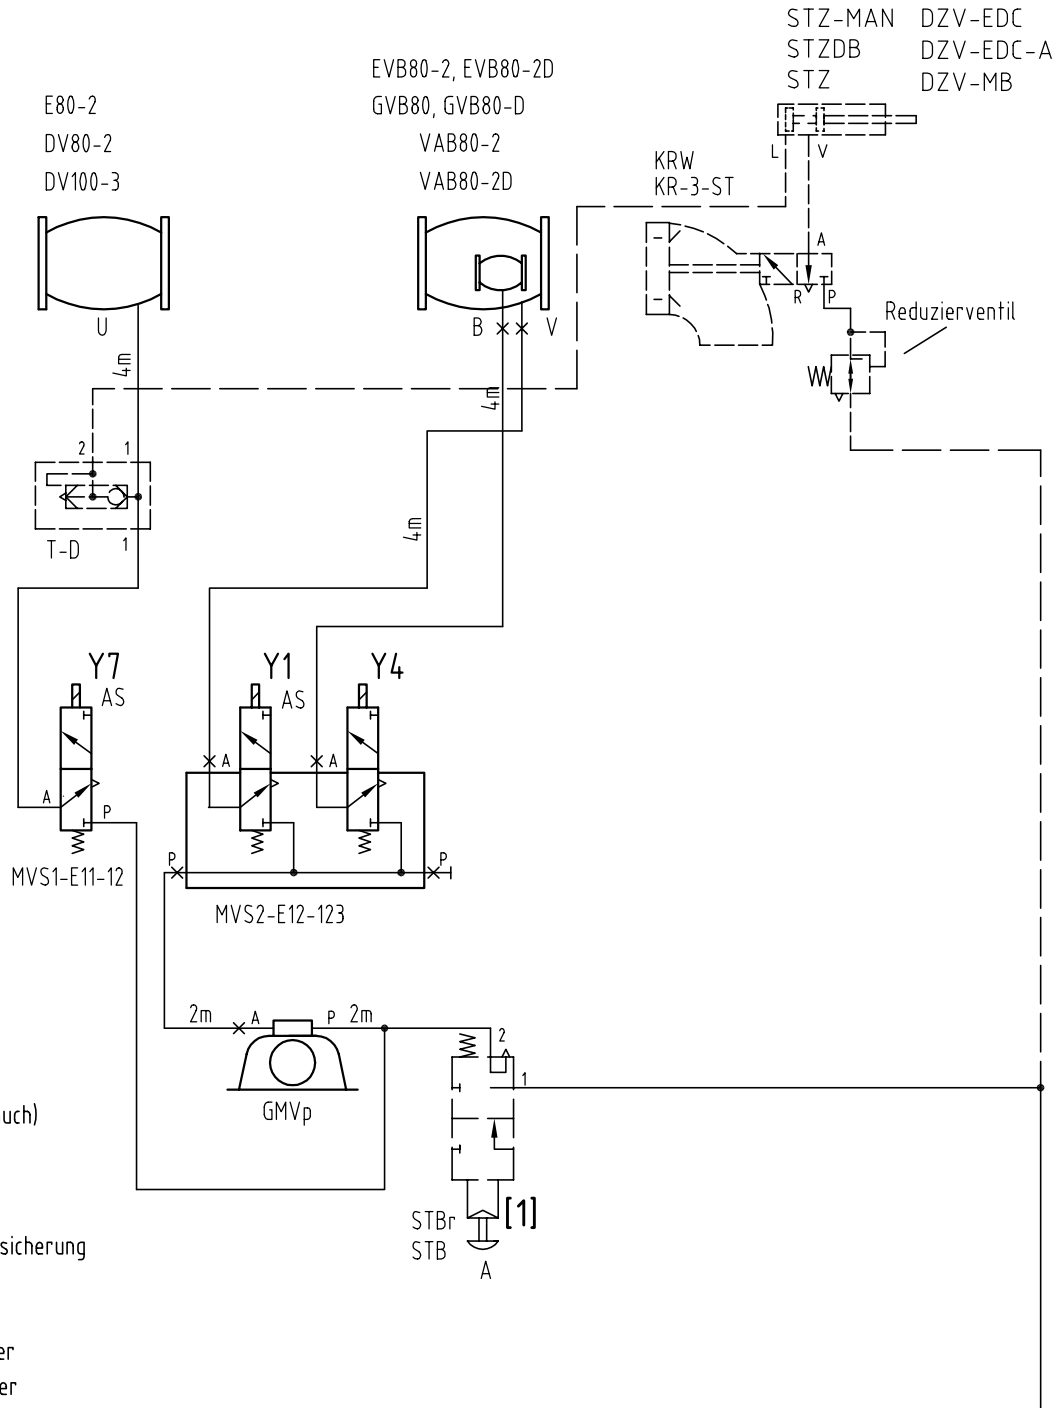 STZ-MAN DZV-EDC
STZDB DZV-EDC-A
STZ DZV-MB
EVB80-2, EVB80-2D
GVB80, GVB80-D
VAB80-2
VAB80-2D
E80-2
DV80-2
DV100-3
L V
KRW
KR-3-ST
A
R P
Reduzierventil
U
B V
4m
4m
2 1
4m
T-D 1
Y7
AS
Y1
AS
Y4
A A
A P
P P
MVS1-E11-12
MVS2-E12-123
2m A P 2m
2
1
GMVp
uch)
STBr
STB
[1]
A
sicherung
er
er